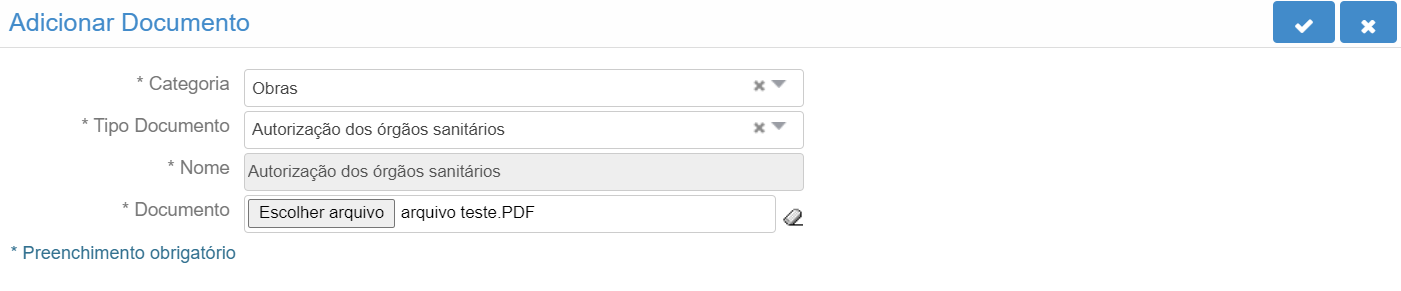 Adicionar Documento
* Categoria Obras
* Tipo Documento Autorização dos órgãos sanitários
* Nome Autorização dos órgãos sanitários
* Documento Escolher arquivo arquivo teste.PDF
* Preenchimento obrigatório